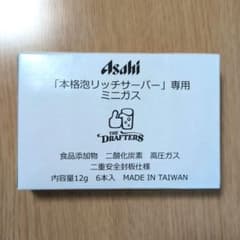 Asahi
「本格泡リッチサーバー」専用
ミニガス
THE
DRAFTERS
食品添加物 二酸化炭素 高圧ガス
二重安全封板仕様
内容量12g 6本入 MADE IN TAIWAN